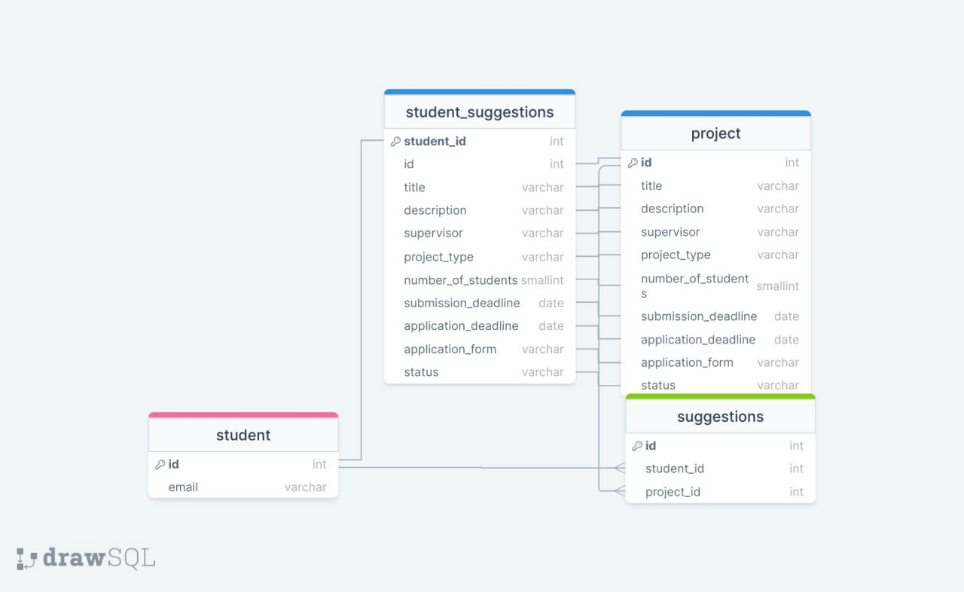 student_suggestions
student_id int
id int
title varchar
description varchar
supervisor varchar
project_type varchar
number_of_students smallint
submission_deadline date
application_deadline date
application_form varchar
status varchar
project
id int
title varchar
description varchar
supervisor varchar
project_type varchar
number_of_student
s smallint
submission_deadline date
application_deadline date
application_form varchar
status varchar
suggestions
id int
student_id int
project_id int
student
id int
email varchar
drawSQL